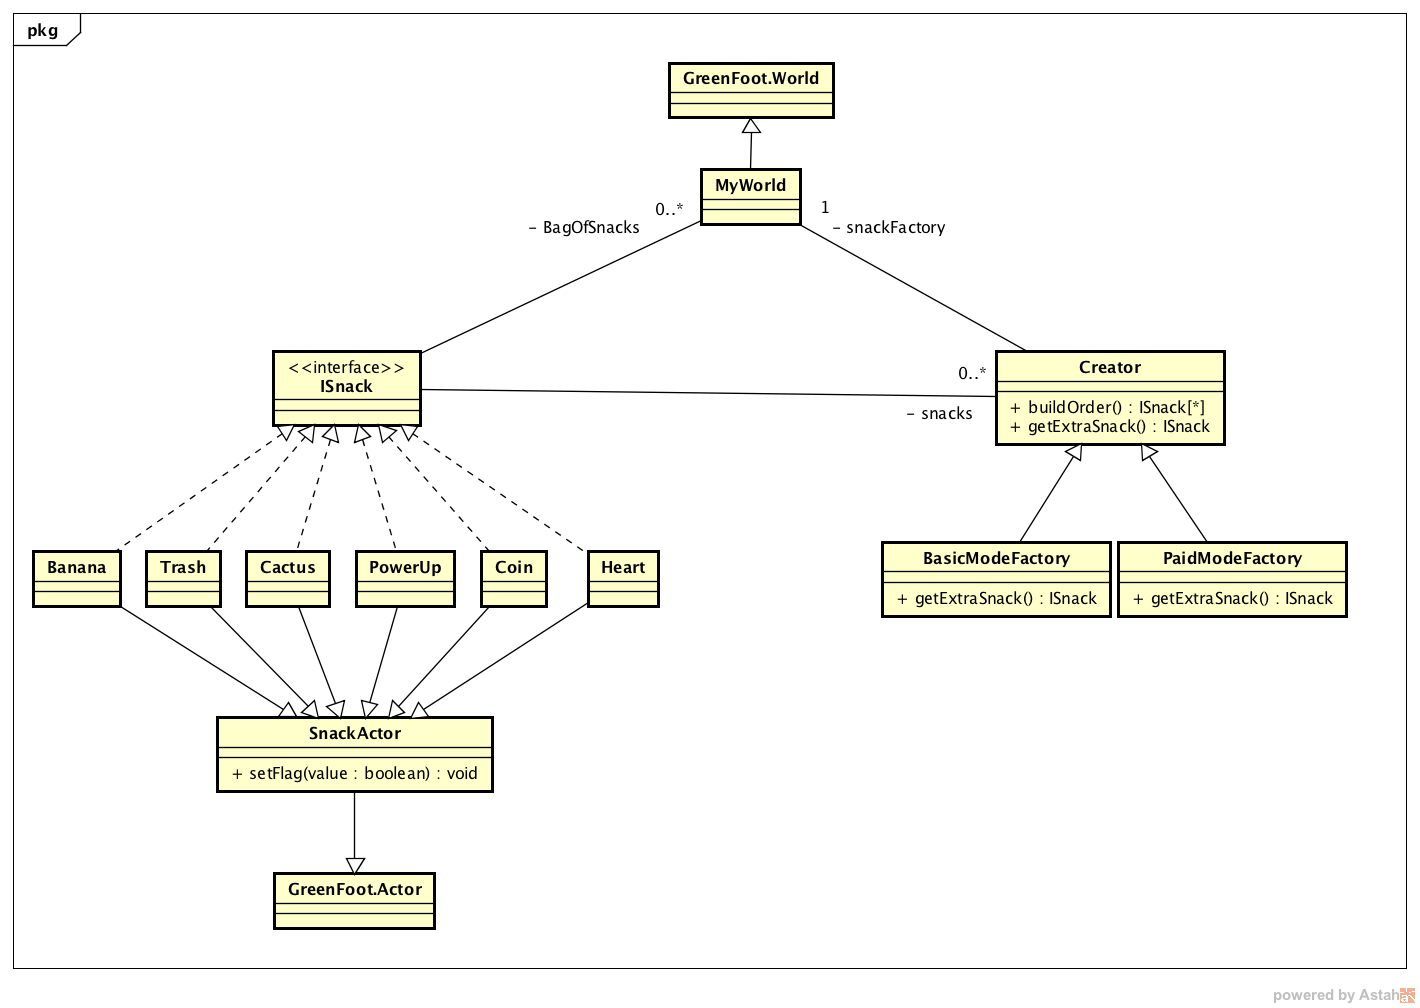 pkg
GreenFoot.World
MyWorld
0..*
1
- BagOfSnacks
- snackFactory
<<interface>>
ISnack
0..*
- snacks
Creator
+ buildOrder() : ISnack[*]
+ getExtraSnack() : ISnack
Banana
Trash
Cactus
PowerUp
Coin
Heart
BasicModeFactory
+ getExtraSnack() : ISnack
PaidModeFactory
+ getExtraSnack() : ISnack
SnackActor
+ setFlag(value : boolean) : void
GreenFoot.Actor
powered by Astah